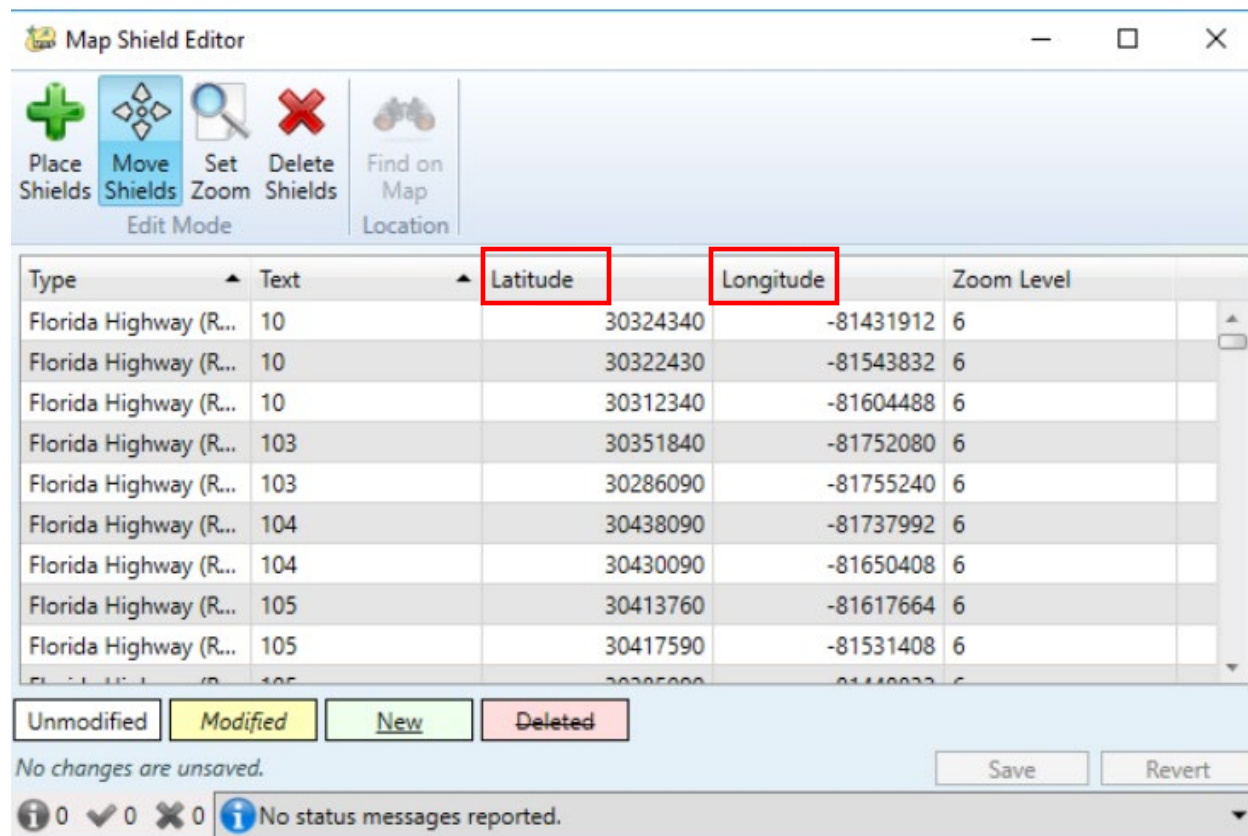 Map Shield Editor
Place Shields
Move Shields
Set Zoom
Delete Shields
Find on Map
Edit Mode
Location
Type Text Latitude Longitude Zoom Level
Florida Highway (R... 10 30324340 -81431912 6
Florida Highway (R... 10 30322430 -81543832 6
Florida Highway (R... 10 30312340 -81604488 6
Florida Highway (R... 103 30351840 -81752080 6
Florida Highway (R... 103 30286090 -81755240 6
Florida Highway (R... 104 30438090 -81737992 6
Florida Highway (R... 104 30430090 -81650408 6
Florida Highway (R... 105 30413760 -81617664 6
Florida Highway (R... 105 30417590 -81531408 6
Unmodified Modified New Deleted
No changes are unsaved.
Save Revert
0 0 0 No status messages reported.